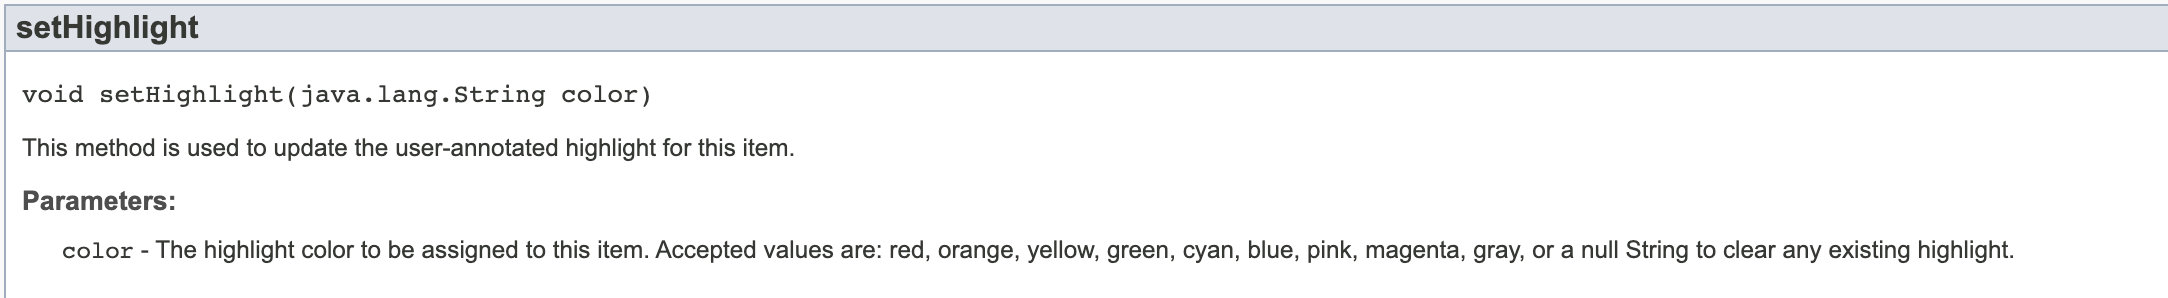 setHighlight
void setHighlight(java.lang.String color)
This method is used to update the user-annotated highlight for this item.
Parameters:
color - The highlight color to be assigned to this item. Accepted values are: red, orange, yellow, green, cyan, blue, pink, magenta, gray, or a null String to clear any existing highlight.